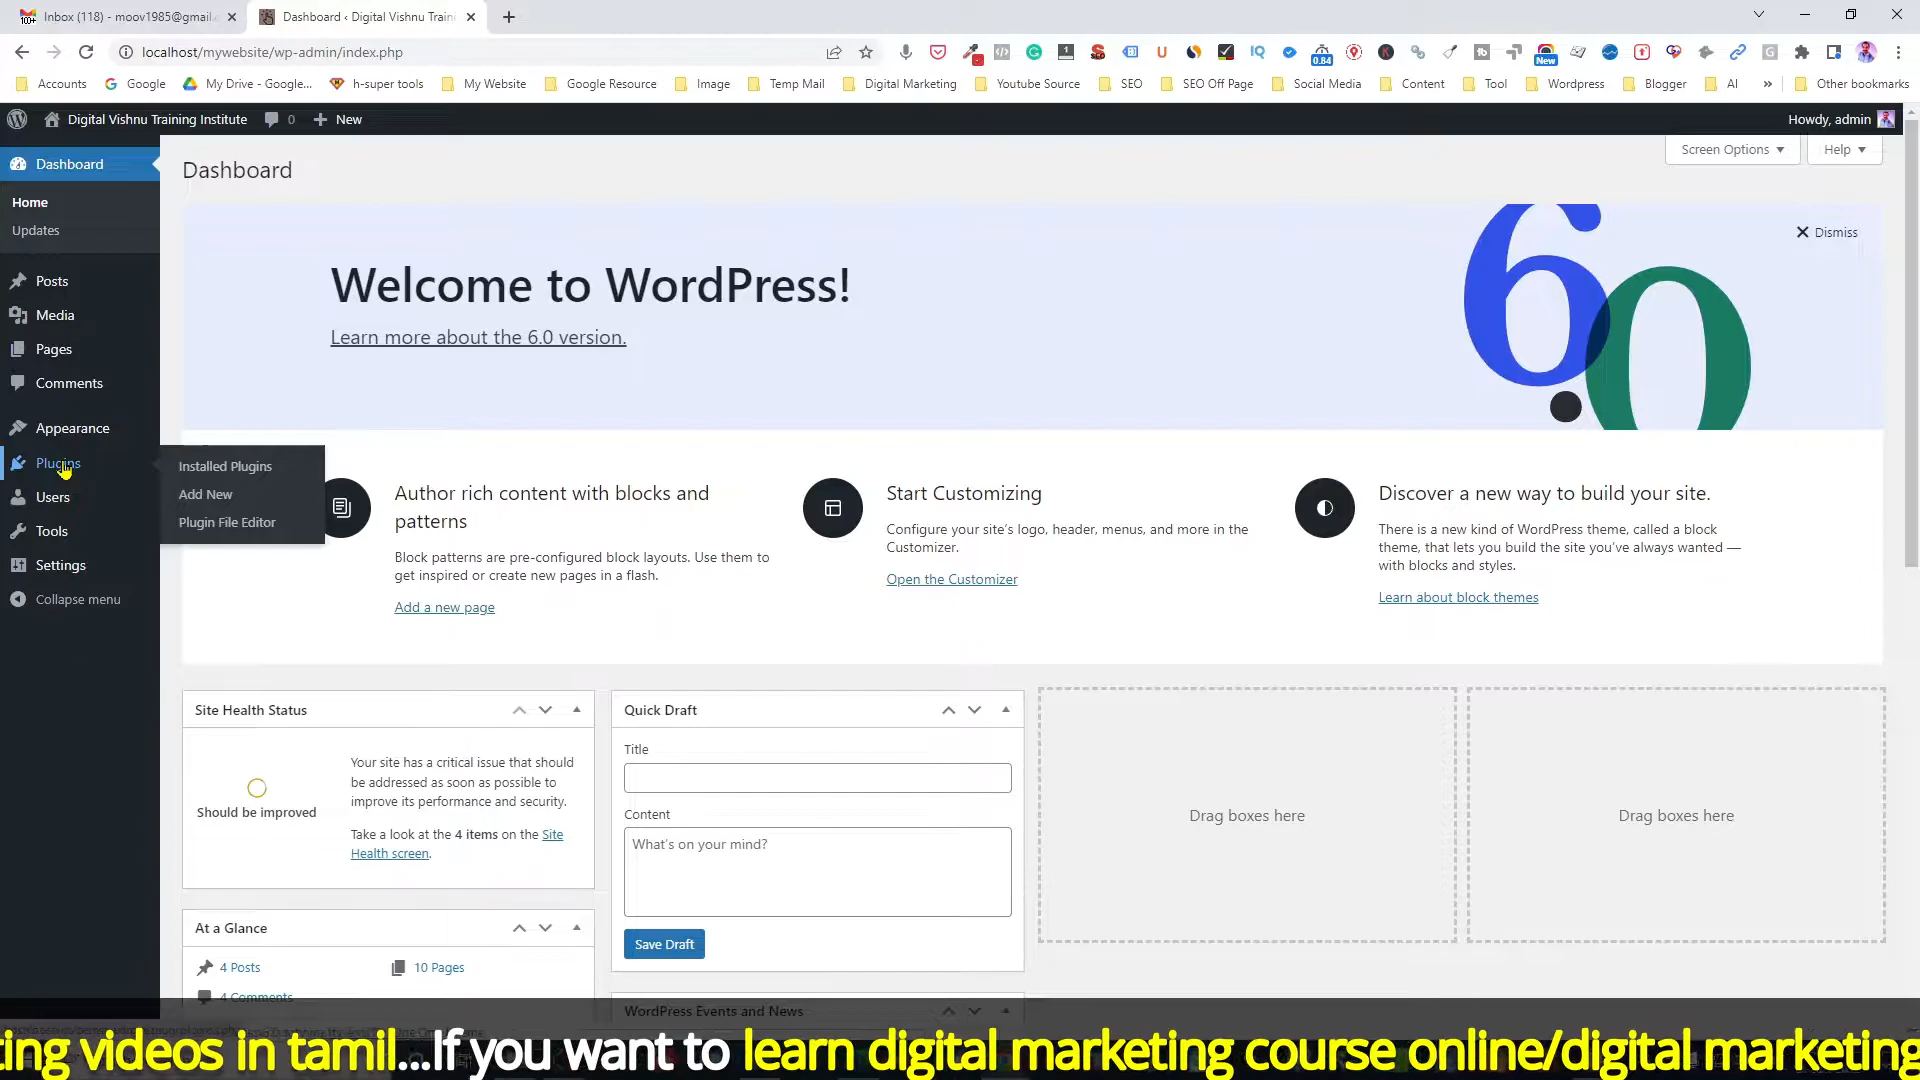 Inbox (118) - moov1985@gmail.
Dashboard ‹ Digital Vishnu Traini
localhost/mywebsite/wp-admin/index.php
0.84
New
Accounts
Google
My Drive - Google...
h-super tools
My Website
Google Resource
Image
Temp Mail
Digital Marketing
Youtube Source
SEO
SEO Off Page
Social Media
Content
Tool
Wordpress
Blogger
AI
»
Other bookmarks
Digital Vishnu Training Institute
0
New
Howdy, admin
Dashboard
Home
Updates
Posts
Media
Pages
Comments
Appearance
Plugins
Users
Tools
Settings
Collapse menu
Installed Plugins
Add New
Plugin File Editor
Dashboard
Screen Options
Help
Dismiss
Welcome to WordPress!
Learn more about the 6.0 version.
6.0
Author rich content with blocks and
patterns
Block patterns are pre-configured block layouts. Use them to
get inspired or create new pages in a flash.
Add a new page
Start Customizing
Configure your site's logo, header, menus, and more in the
Customizer.
Open the Customizer
Discover a new way to build your site.
There is a new kind of WordPress theme, called a block
theme, that lets you build the site you've always wanted —
with blocks and styles.
Learn about block themes
Site Health Status
Should be improved
Your site has a critical issue that should
be addressed as soon as possible to
improve its performance and security.
Take a look at the 4 items on the Site
Health screen.
At a Glance
4 Posts
10 Pages
4 Comments
Quick Draft
Title
Content
What's on your mind?
Save Draft
WordPress Events and News
Drag boxes here
Drag boxes here
ting videos in tamil...If you want to learn digital marketing course online/digital marketing